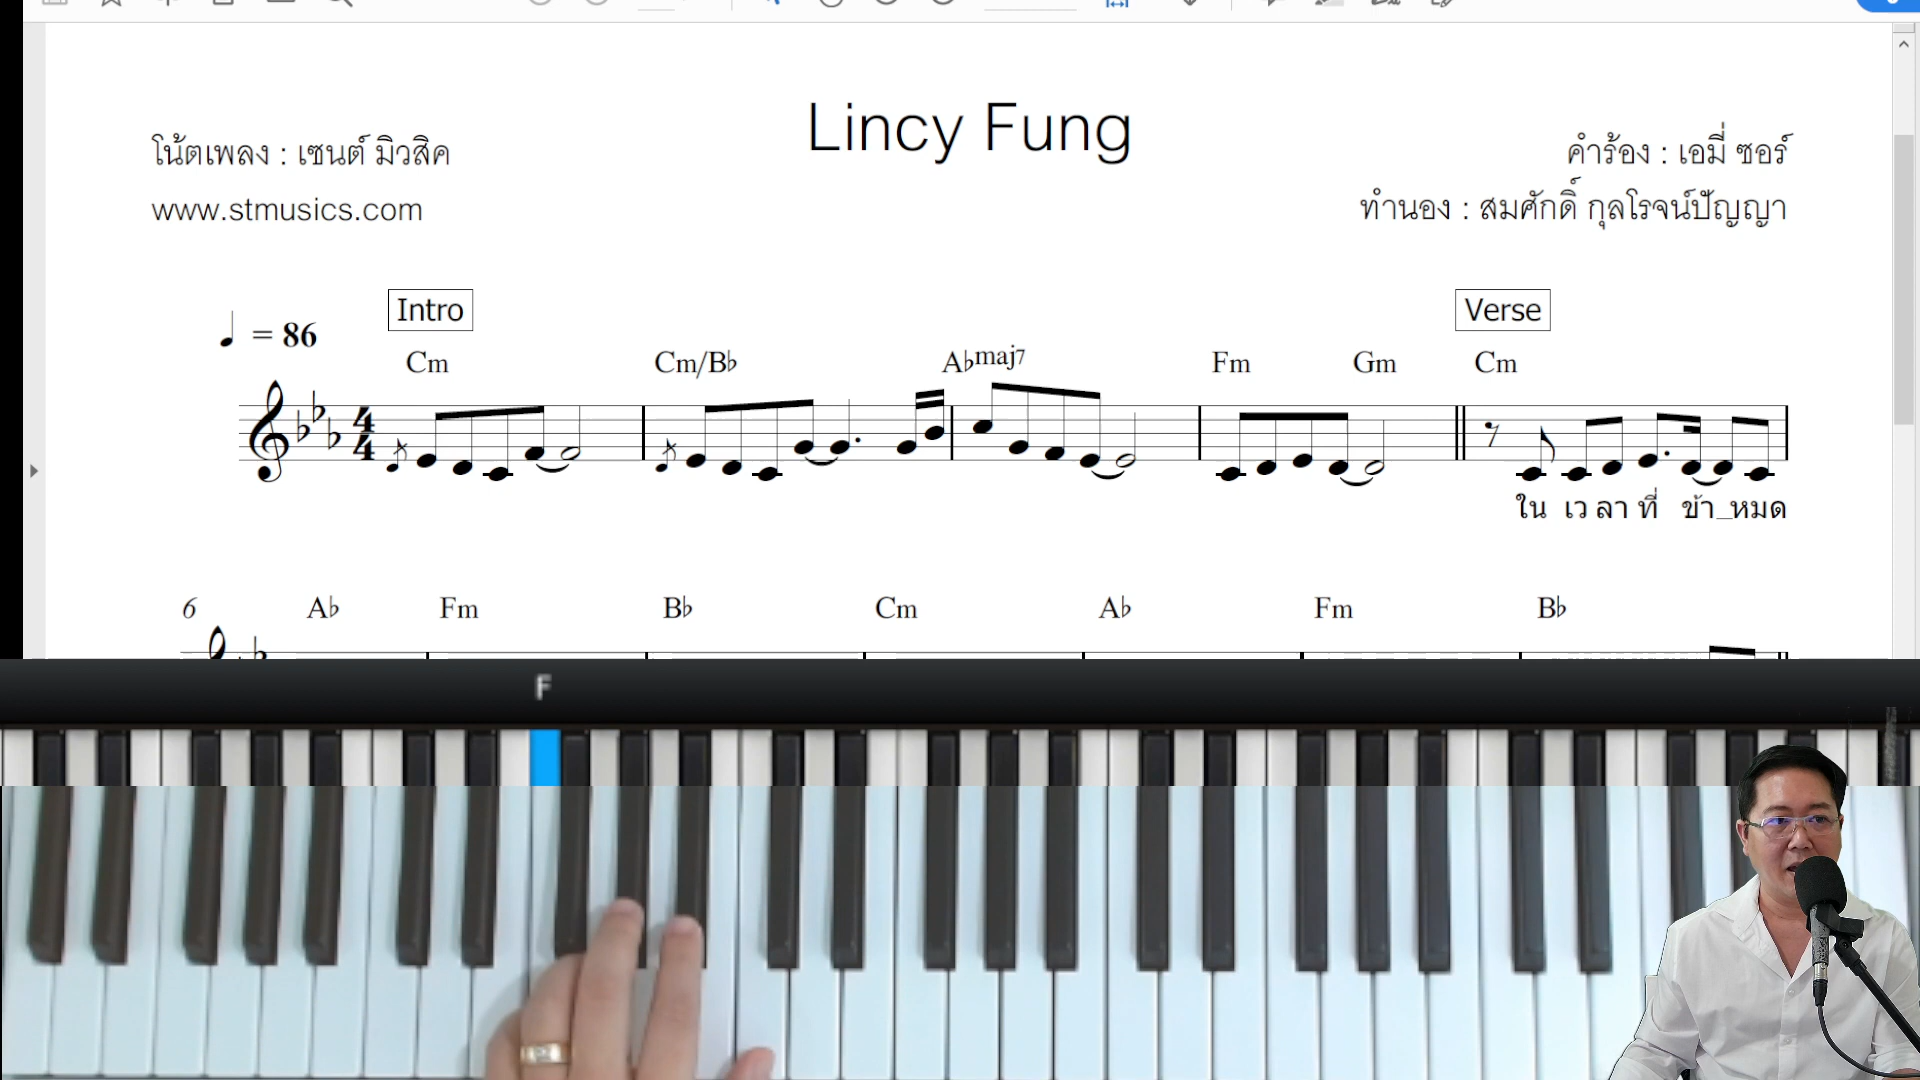 Lincy Fung
โน้ตเพลง : เซนต์ มิวสิค
คำร้อง : เอมี่ ซอร์
www.stmusics.com
ทำนอง : สมศักดิ์ กุลโรจน์ปัญญา
Intro
Verse
♩ = 86
Cm Cm/B♭ A♭maj7 Fm Gm Cm
4
4
ใน เว ลา ที่ ข้า_หมด
6 A♭ Fm B♭ Cm A♭ Fm B♭
F